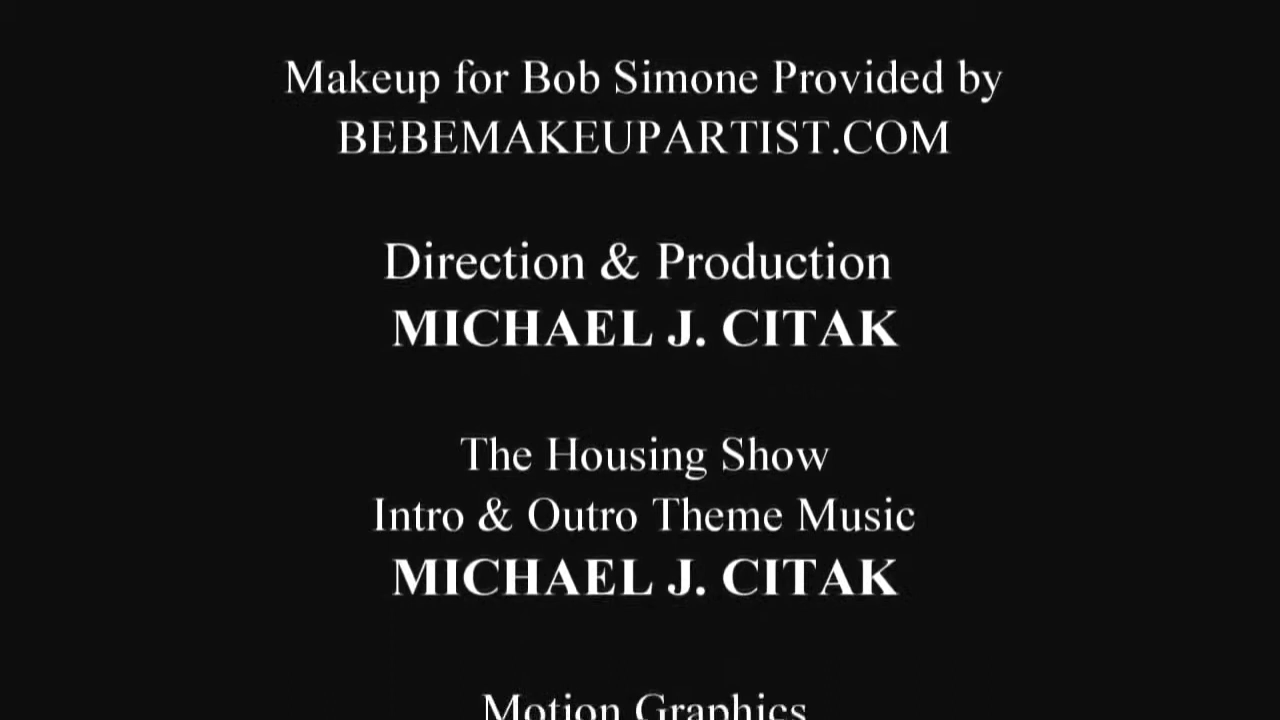 Makeup for Bob Simone Provided by
BEBEMAKEUPARTIST.COM
Direction & Production
MICHAEL J. CITAK
The Housing Show
Intro & Outro Theme Music
MICHAEL J. CITAK
Motion Graphics